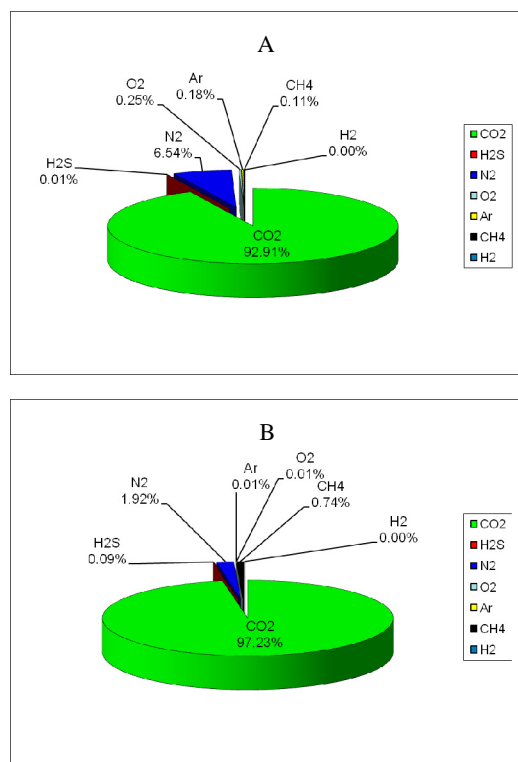 A
O2
0.25%
Ar
0.18%
CH4
0.11%
H2
0.00%
N2
6.54%
H2S
0.01%
CO2
92.91%
CO2
H2S
N2
O2
Ar
CH4
H2
B
N2
1.92%
Ar
0.01%
O2
0.01%
CH4
0.74%
H2
0.00%
H2S
0.09%
CO2
97.23%
CO2
H2S
N2
O2
Ar
CH4
H2